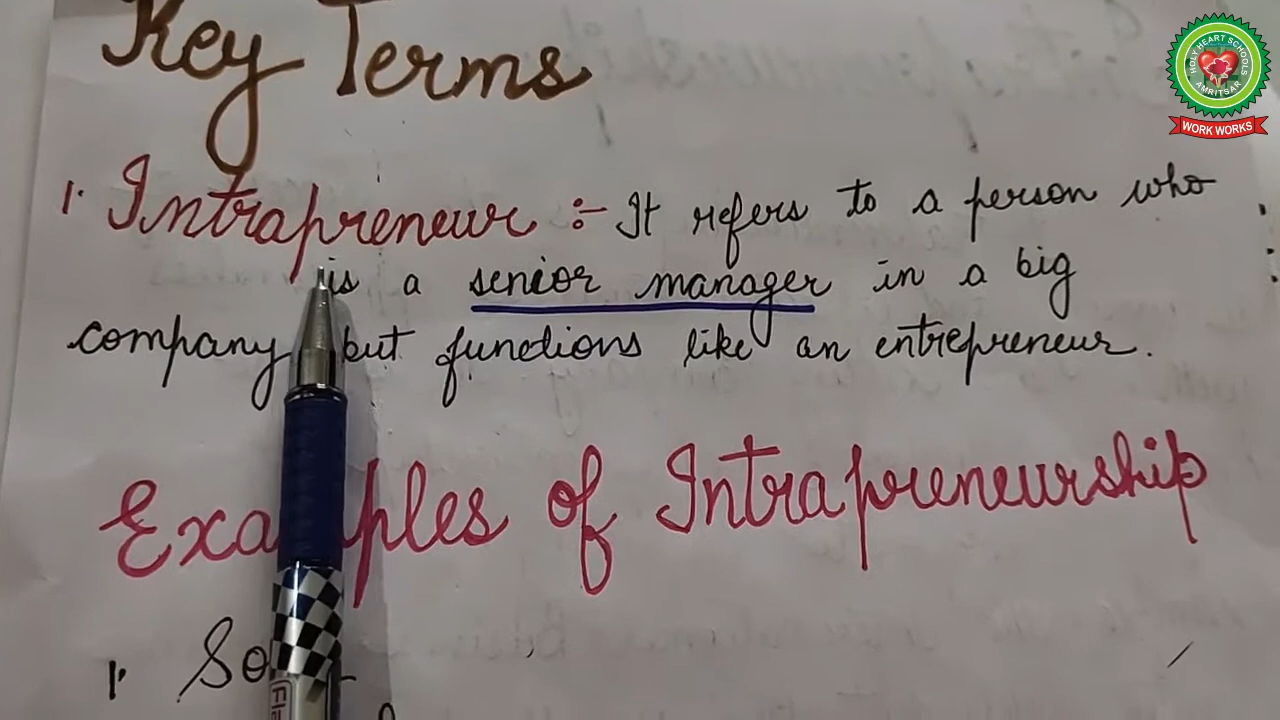 Key Terms
1. Intrapreneur :- It refers to a person who
is a senior manager in a big
company but functions like an entrepreneur.
Examples of Intrapreneurship
1.
HOLY HEART SCHOOLS
AMRITSAR
WORK WORKS